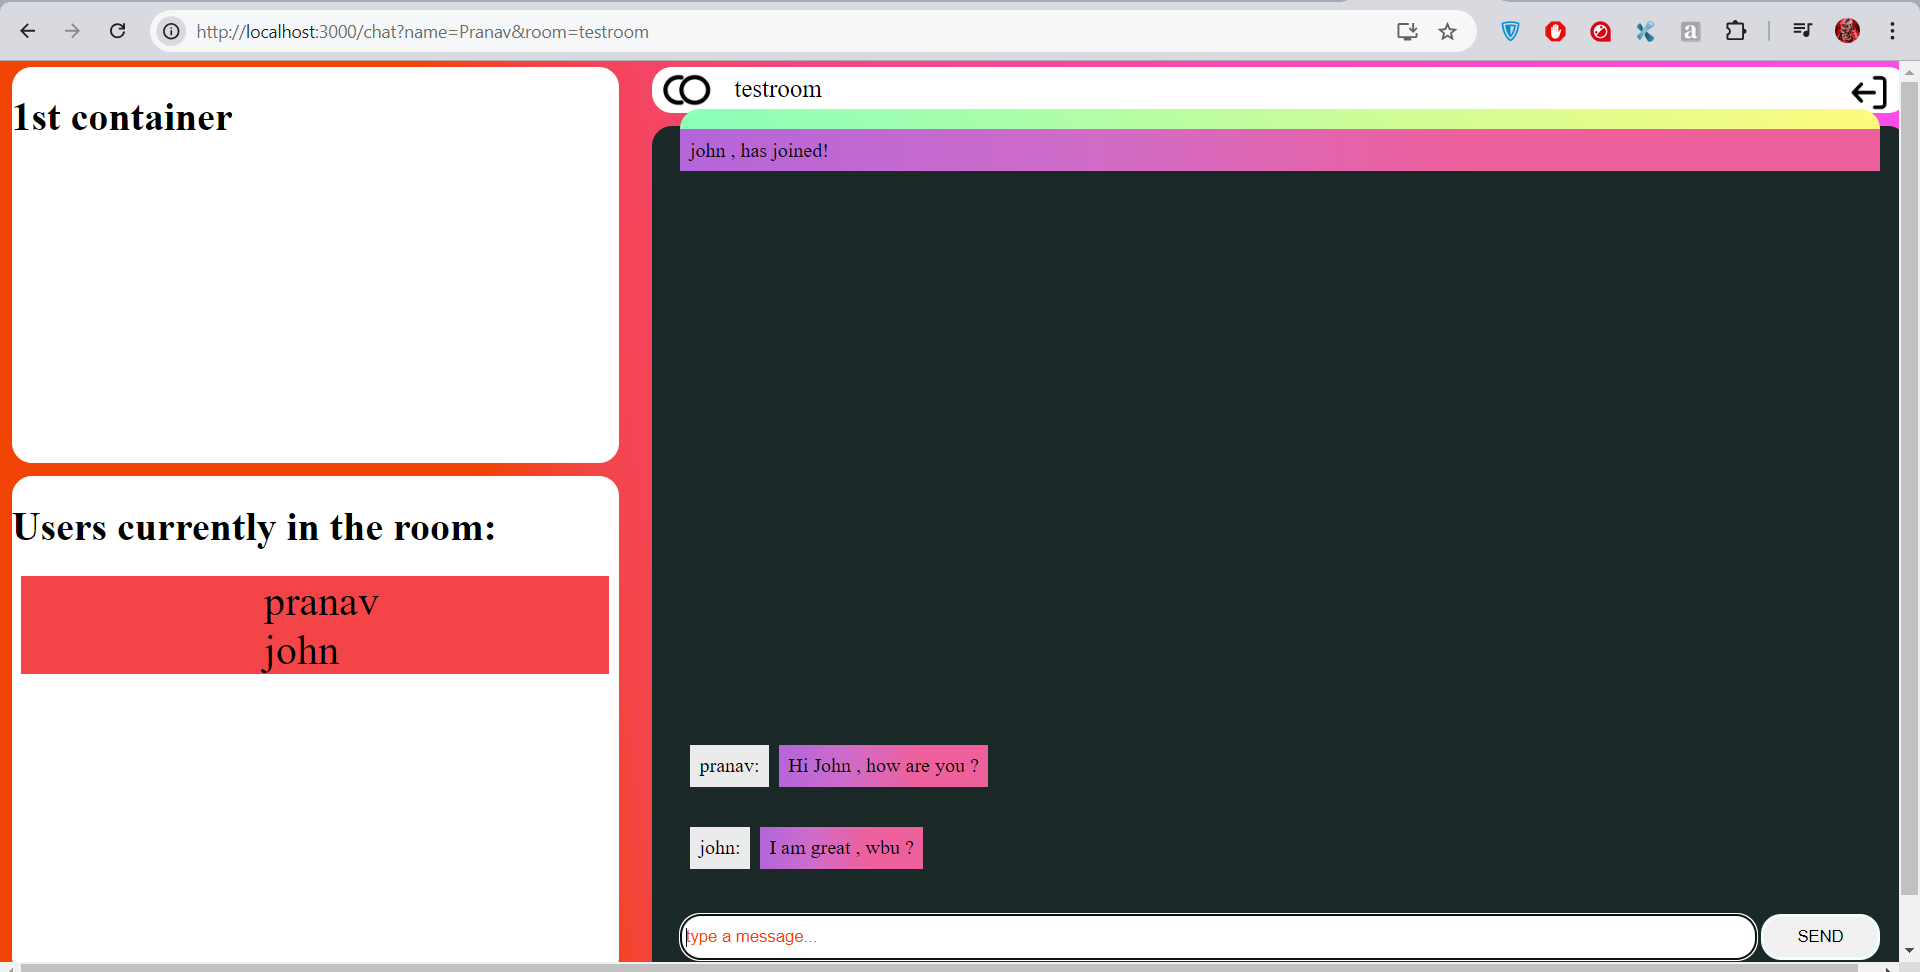 http://localhost:3000/chat?name=Pranav&room=testroom
1st container
Users currently in the room:
pranav
john
testroom
john , has joined!
pranav: Hi John , how are you ?
john: I am great , wbu ?
type a message...
SEND